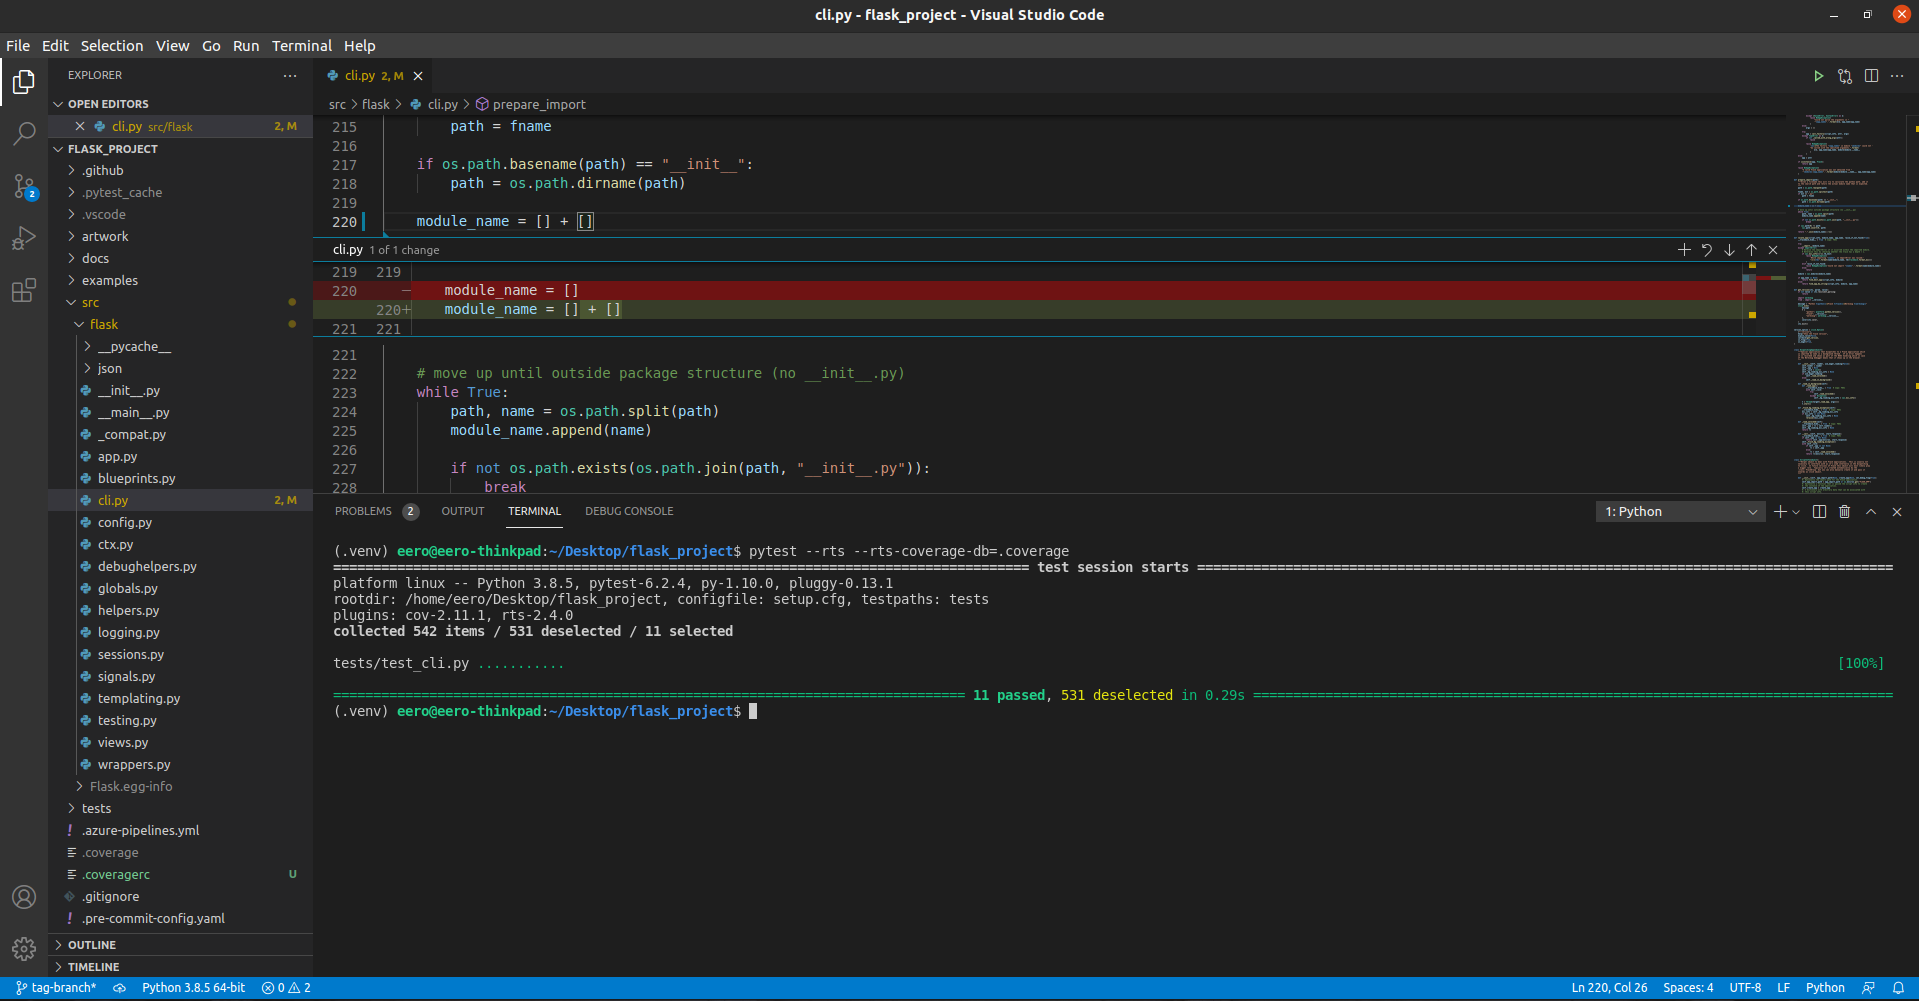 cli.py - flask_project - Visual Studio Code
File Edit Selection View Go Run Terminal Help
EXPLORER
OPEN EDITORS
cli.py src/flask 2, M
FLASK_PROJECT
.github
.pytest_cache
.vscode
artwork
docs
examples
src
flask
__pycache__
json
__init__.py
__main__.py
_compat.py
app.py
blueprints.py
cli.py 2, M
config.py
ctx.py
debughelpers.py
globals.py
helpers.py
logging.py
sessions.py
signals.py
templating.py
testing.py
views.py
wrappers.py
Flask.egg-info
tests
.azure-pipelines.yml
.coverage
.coveragerc U
.gitignore
.pre-commit-config.yaml
OUTLINE
TIMELINE
2
cli.py 2, M
src > flask > cli.py > prepare_import
215 path = fname
216
217 if os.path.basename(path) == "__init__":
218 path = os.path.dirname(path)
219
220 module_name = [] + []
cli.py 1 of 1 change
219 219
220 - module_name = []
220+ module_name = [] + []
221 221
221
222 # move up until outside package structure (no __init__.py)
223 while True:
224 path, name = os.path.split(path)
225 module_name.append(name)
226
227 if not os.path.exists(os.path.join(path, "__init__.py")):
228 break
PROBLEMS 2 OUTPUT TERMINAL DEBUG CONSOLE 1: Python
(.venv) eero@eero-thinkpad:~/Desktop/flask_project$ pytest --rts --rts-coverage-db=.coverage
======================================================================================= test session starts =======================================================================================
platform linux -- Python 3.8.5, pytest-6.2.4, py-1.10.0, pluggy-0.13.1
rootdir: /home/eero/Desktop/flask_project, configfile: setup.cfg, testpaths: tests
plugins: cov-2.11.1, rts-2.4.0
collected 542 items / 531 deselected / 11 selected
tests/test_cli.py ........... [100%]
=============================================================================== 11 passed, 531 deselected in 0.29s ================================================================================
(.venv) eero@eero-thinkpad:~/Desktop/flask_project$
tag-branch* Python 3.8.5 64-bit 0 2 Ln 220, Col 26 Spaces: 4 UTF-8 LF Python